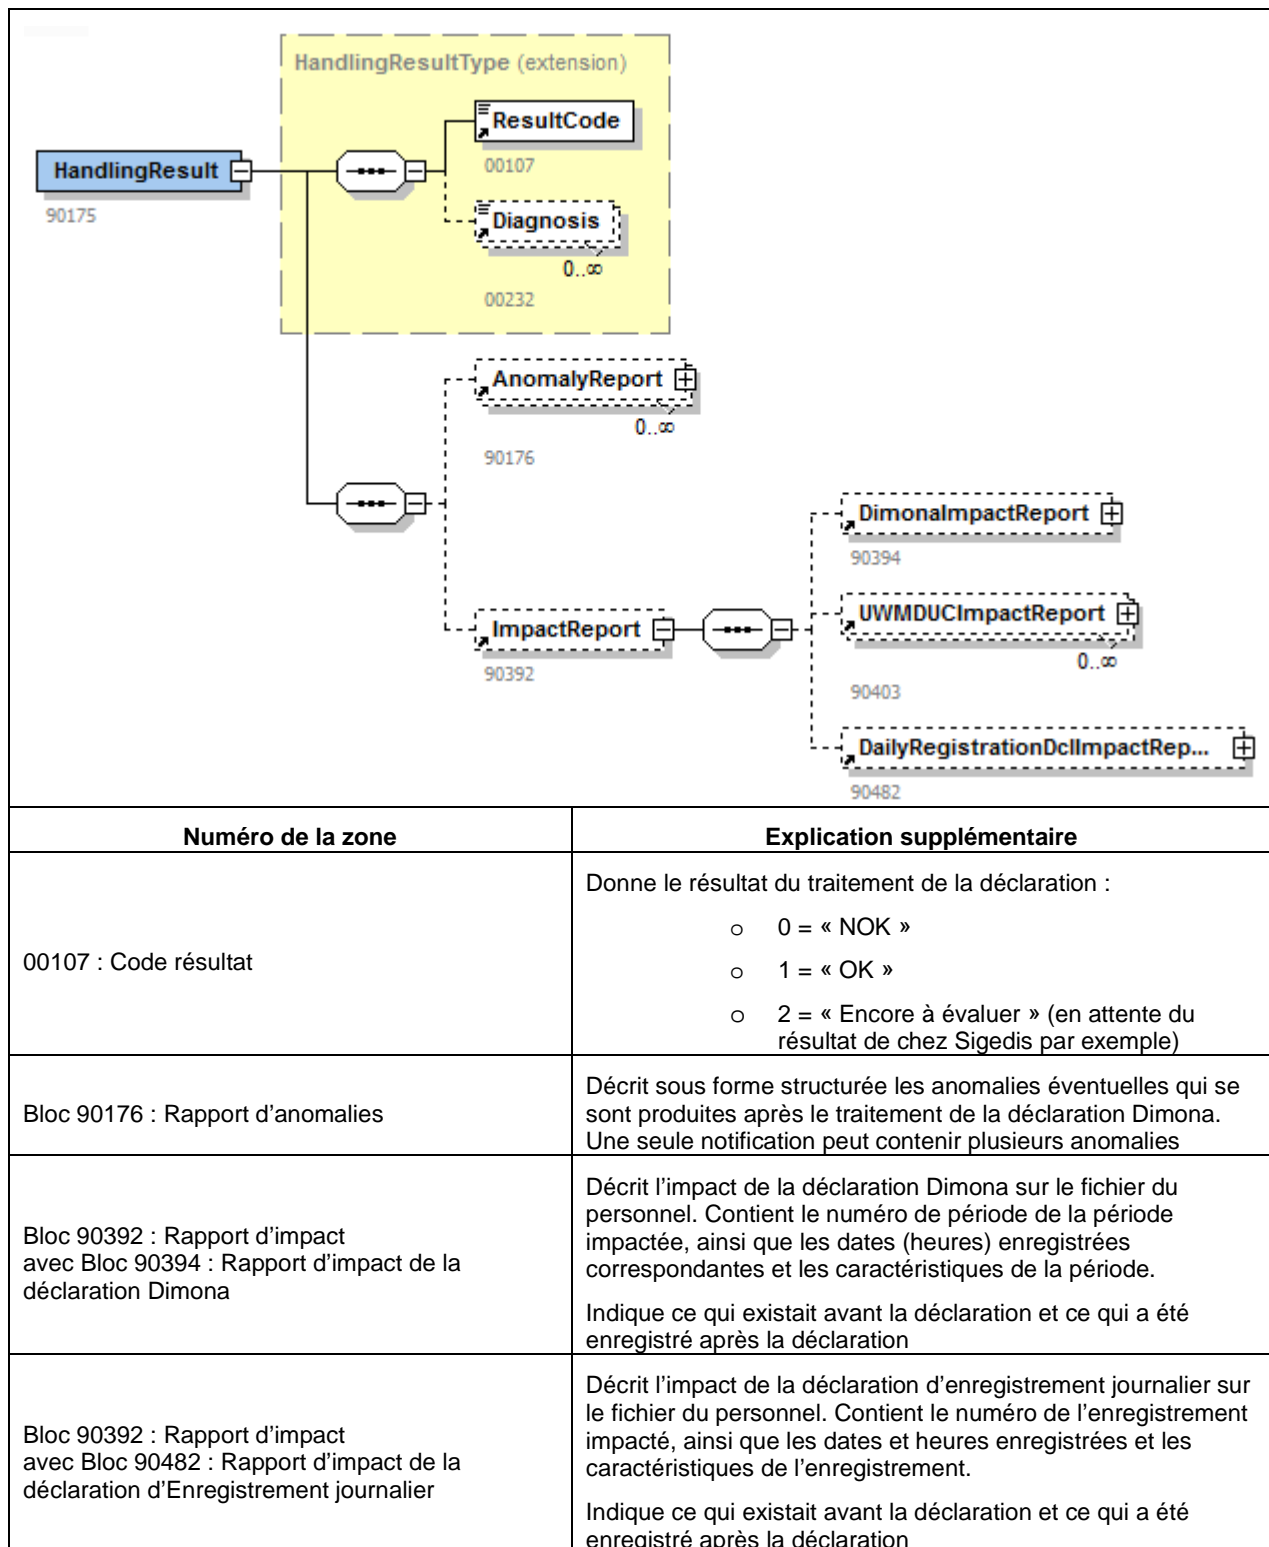 HandlingResultType (extension)
ResultCode
00107
HandlingResult
90175
Diagnosis
0..∞
00232
AnomalyReport
0..∞
90176
DimonaImpactReport
90394
ImpactReport
90392
UWMDUCImpactReport
0..∞
90403
DailyRegistrationDclImpactRep...
90482
Numéro de la zone
Explication supplémentaire
00107 : Code résultat
Donne le résultat du traitement de la déclaration :
o 0 = « NOK »
o 1 = « OK »
o 2 = « Encore à évaluer » (en attente du
résultat de chez Sigedis par exemple)
Bloc 90176 : Rapport d’anomalies
Décrit sous forme structurée les anomalies éventuelles qui se
sont produites après le traitement de la déclaration Dimona.
Une seule notification peut contenir plusieurs anomalies
Bloc 90392 : Rapport d’impact
avec Bloc 90394 : Rapport d’impact de la
déclaration Dimona
Décrit l’impact de la déclaration Dimona sur le fichier du
personnel. Contient le numéro de période de la période
impactée, ainsi que les dates (heures) enregistrées
correspondantes et les caractéristiques de la période.
Indique ce qui existait avant la déclaration et ce qui a été
enregistré après la déclaration
Bloc 90392 : Rapport d’impact
avec Bloc 90482 : Rapport d’impact de la
déclaration d’Enregistrement journalier
Décrit l’impact de la déclaration d’enregistrement journalier sur
le fichier du personnel. Contient le numéro de l’enregistrement
impacté, ainsi que les dates et heures enregistrées et les
caractéristiques de l’enregistrement.
Indique ce qui existait avant la déclaration et ce qui a été
enregistré après la déclaration